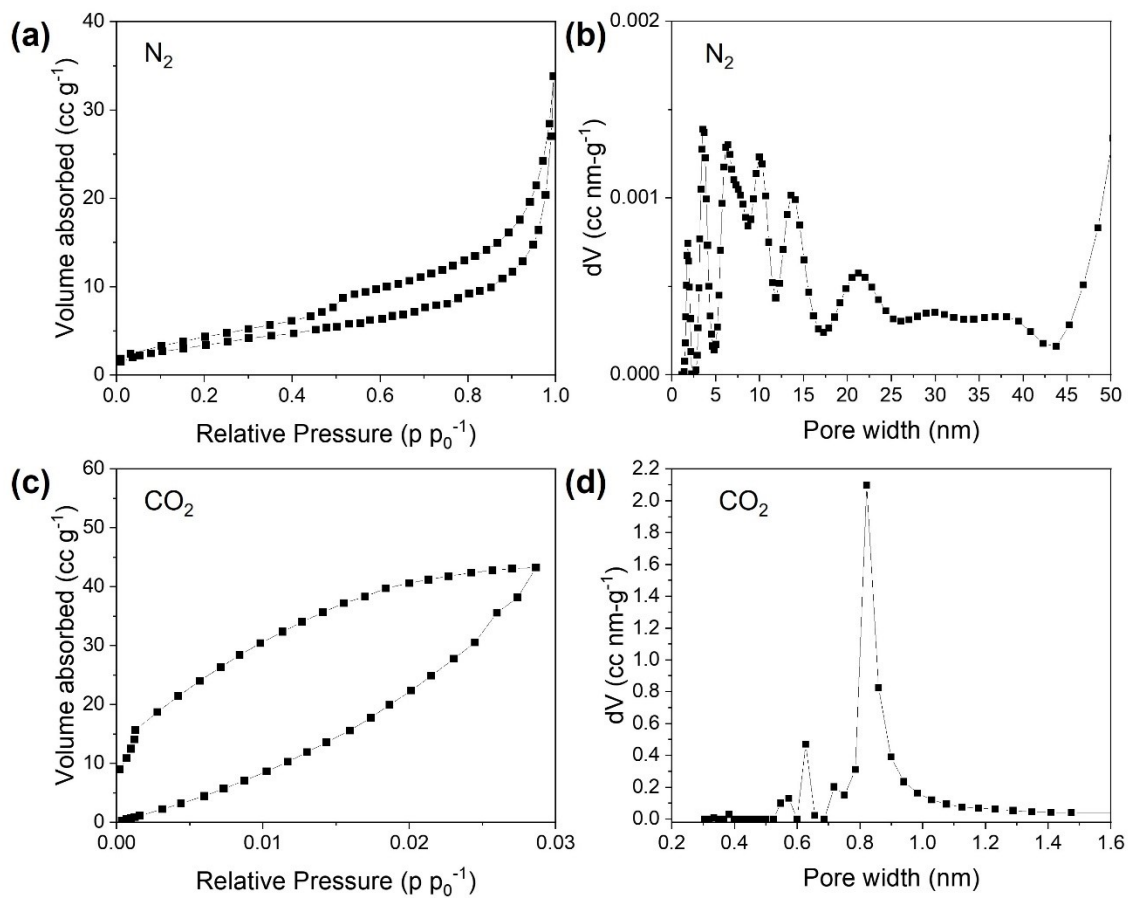 (a)
N₂
Volume absorbed (cc g⁻¹)
40
30
20
10
0
0.0 0.2 0.4 0.6 0.8 1.0
Relative Pressure (p p₀⁻¹)
(b)
N₂
dV (cc nm-g⁻¹)
0.002
0.001
0.000
0 5 10 15 20 25 30 35 40 45 50
Pore width (nm)
(c)
CO₂
Volume absorbed (cc g⁻¹)
60
50
40
30
20
10
0
0.00 0.01 0.02 0.03
Relative Pressure (p p₀⁻¹)
(d)
CO₂
dV (cc nm-g⁻¹)
2.2
2.1
2.0
1.8
1.6
1.4
1.2
1.0
0.8
0.6
0.4
0.2
0.0
0.2 0.4 0.6 0.8 1.0 1.2 1.4 1.6
Pore width (nm)